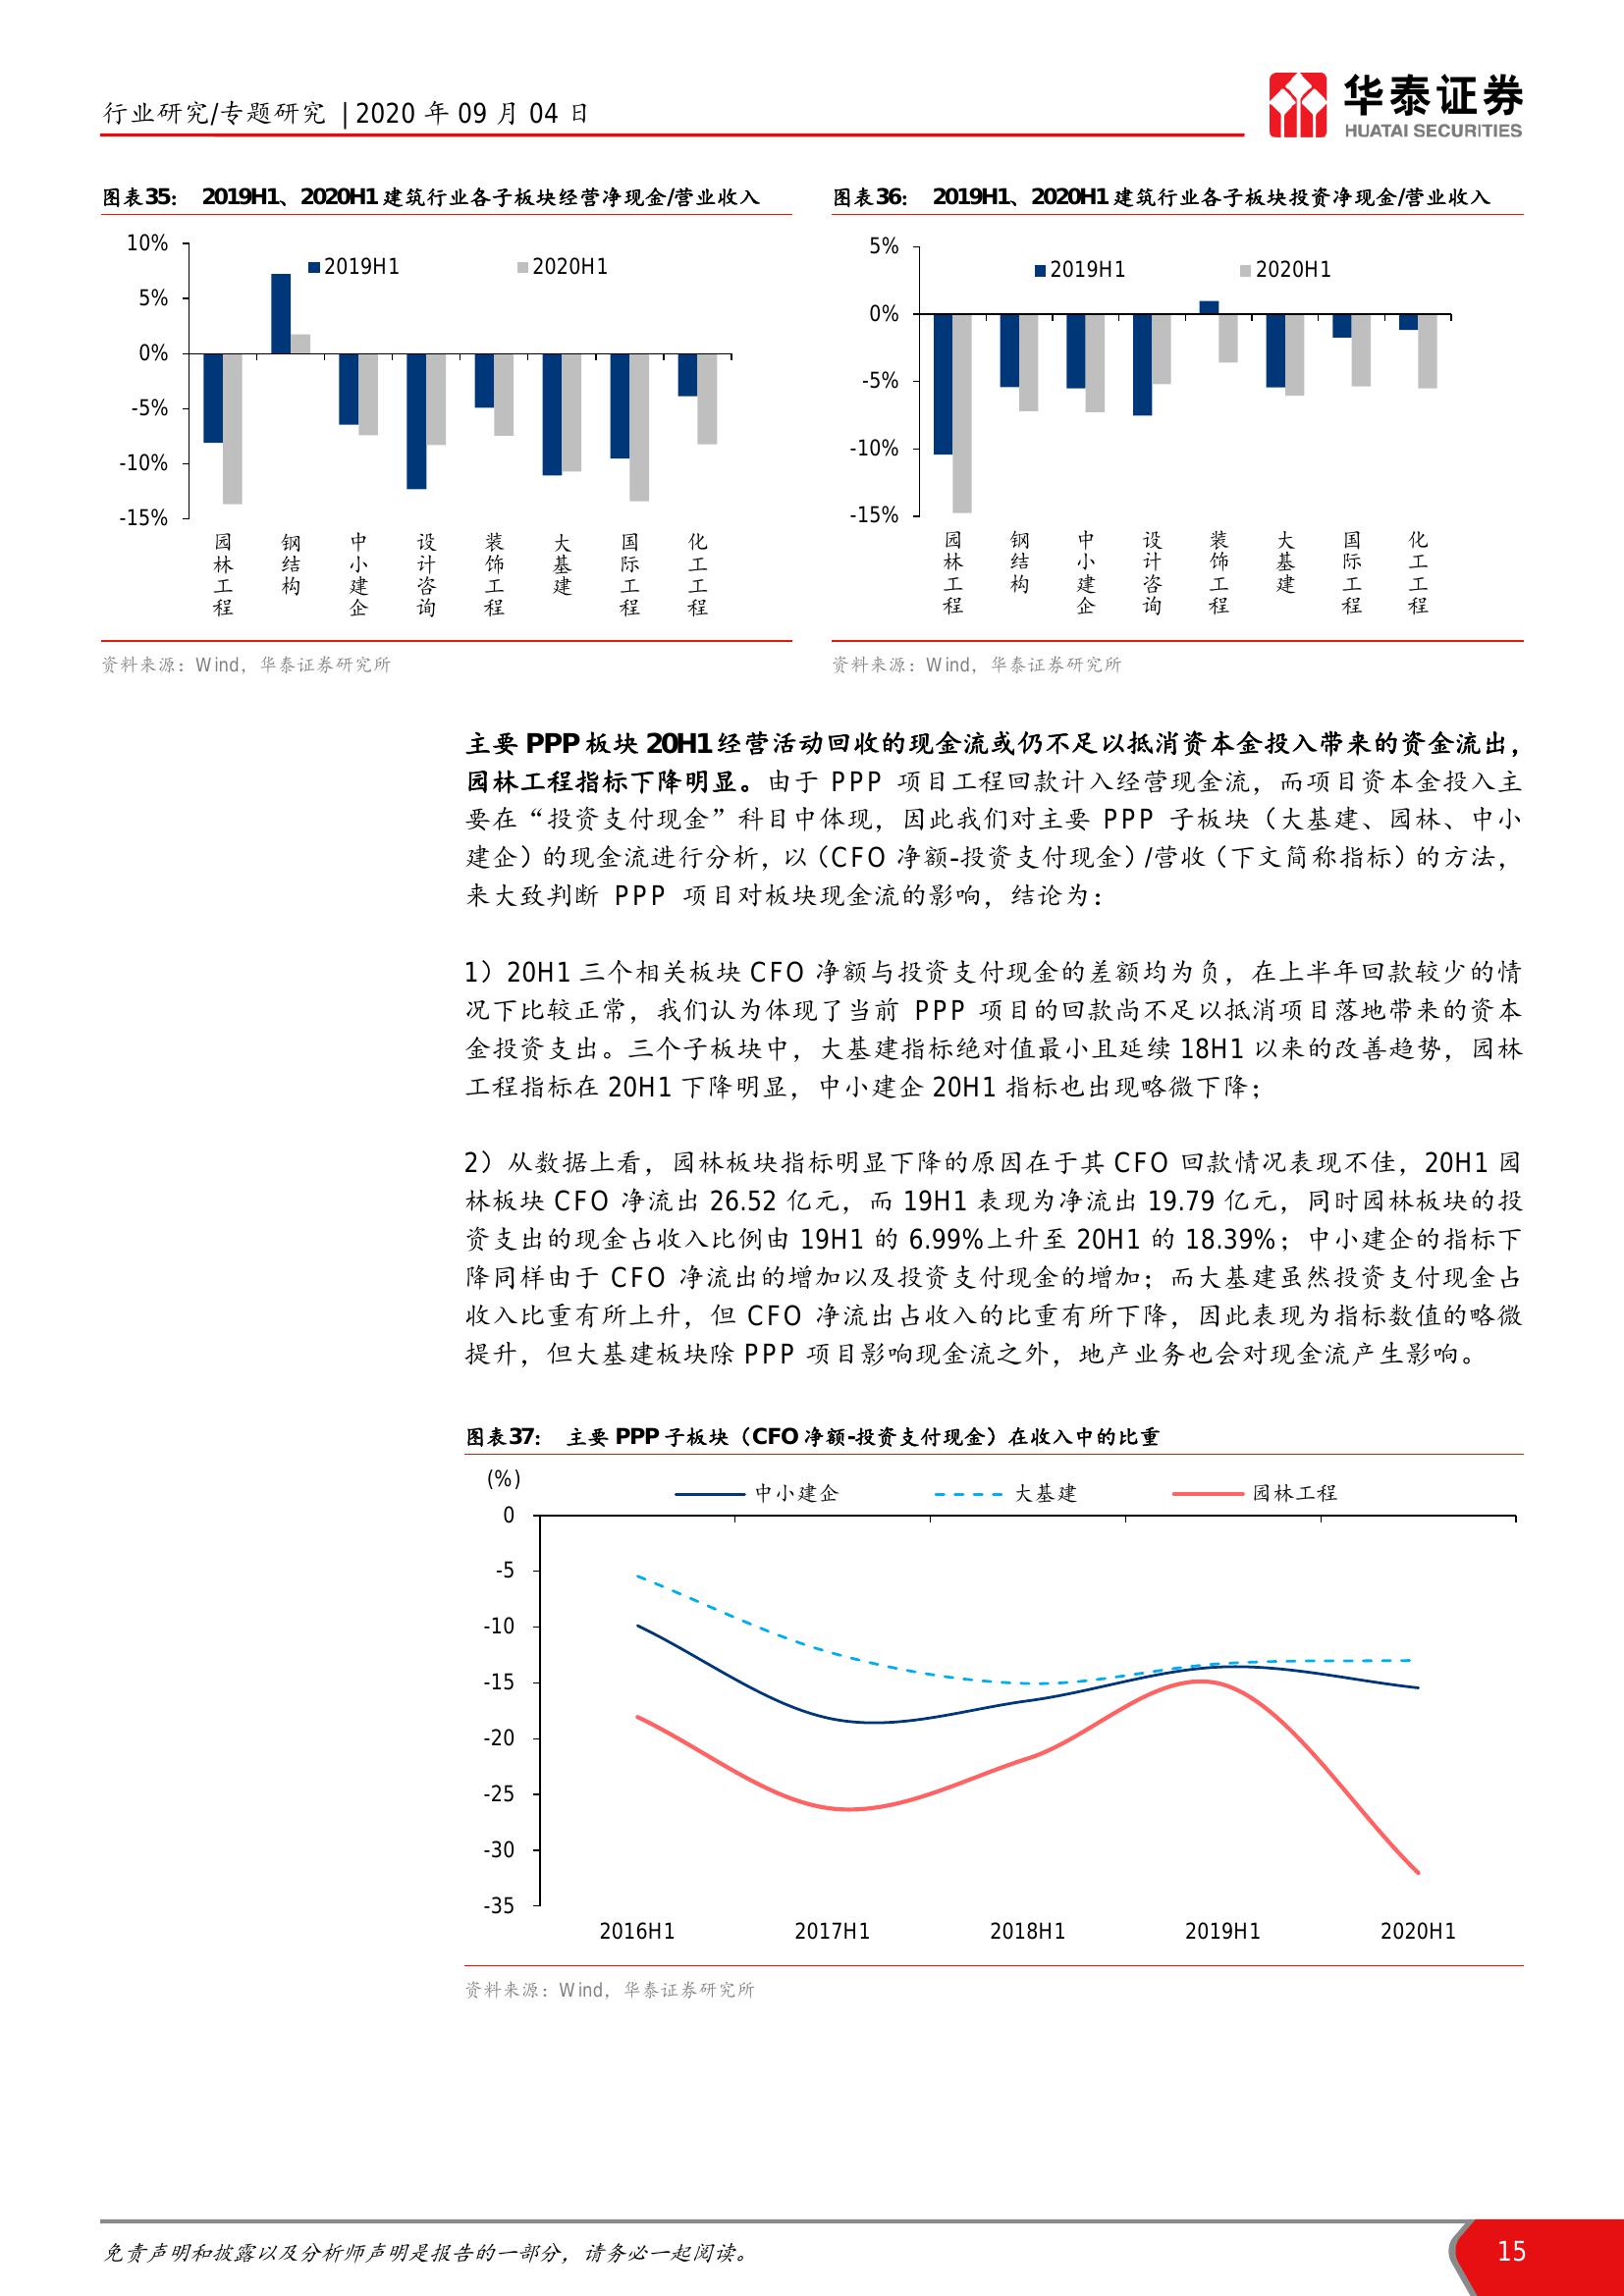 行业研究/专题研究 | 2020 年 09 月 04 日
华泰证券
HUATAI SECURITIES
图表35： 2019H1、2020H1 建筑行业各子板块经营净现金/营业收入
10%
5%
0%
-5%
-10%
-15%
2019H1 2020H1
园林工程 钢结构 中小建企 设计咨询 装饰工程 大基建 国际工程 化工工程
资料来源：Wind，华泰证券研究所
图表36： 2019H1、2020H1 建筑行业各子板块投资净现金/营业收入
5%
0%
-5%
-10%
-15%
2019H1 2020H1
园林工程 钢结构 中小建企 设计咨询 装饰工程 大基建 国际工程 化工工程
资料来源：Wind，华泰证券研究所
主要 PPP 板块 20H1 经营活动回收的现金流或仍不足以抵消资本金投入带来的资金流出，
园林工程指标下降明显。由于 PPP 项目工程回款计入经营现金流，而项目资本金投入主
要在“投资支付现金”科目中体现，因此我们对主要 PPP 子板块（大基建、园林、中小
建企）的现金流进行分析，以（CFO 净额-投资支付现金）/营收（下文简称指标）的方法，
来大致判断 PPP 项目对板块现金流的影响，结论为：
1）20H1 三个相关板块 CFO 净额与投资支付现金的差额均为负，在上半年回款较少的情
况下比较正常，我们认为体现了当前 PPP 项目的回款尚不足以抵消项目落地带来的资本
金投资支出。三个子板块中，大基建指标绝对值最小且延续 18H1 以来的改善趋势，园林
工程指标在 20H1 下降明显，中小建企 20H1 指标也出现略微下降；
2）从数据上看，园林板块指标明显下降的原因在于其 CFO 回款情况表现不佳，20H1 园
林板块 CFO 净流出 26.52 亿元，而 19H1 表现为净流出 19.79 亿元，同时园林板块的投
资支出的现金占收入比例由 19H1 的 6.99%上升至 20H1 的 18.39%；中小建企的指标下
降同样由于 CFO 净流出的增加以及投资支付现金的增加；而大基建虽然投资支付现金占
收入比重有所上升，但 CFO 净流出占收入的比重有所下降，因此表现为指标数值的略微
提升，但大基建板块除 PPP 项目影响现金流之外，地产业务也会对现金流产生影响。
图表37： 主要 PPP 子板块（CFO 净额-投资支付现金）在收入中的比重
(%)
中小建企 大基建 园林工程
0
-5
-10
-15
-20
-25
-30
-35
2016H1 2017H1 2018H1 2019H1 2020H1
资料来源：Wind，华泰证券研究所
免责声明和披露以及分析师声明是报告的一部分，请务必一起阅读。
15